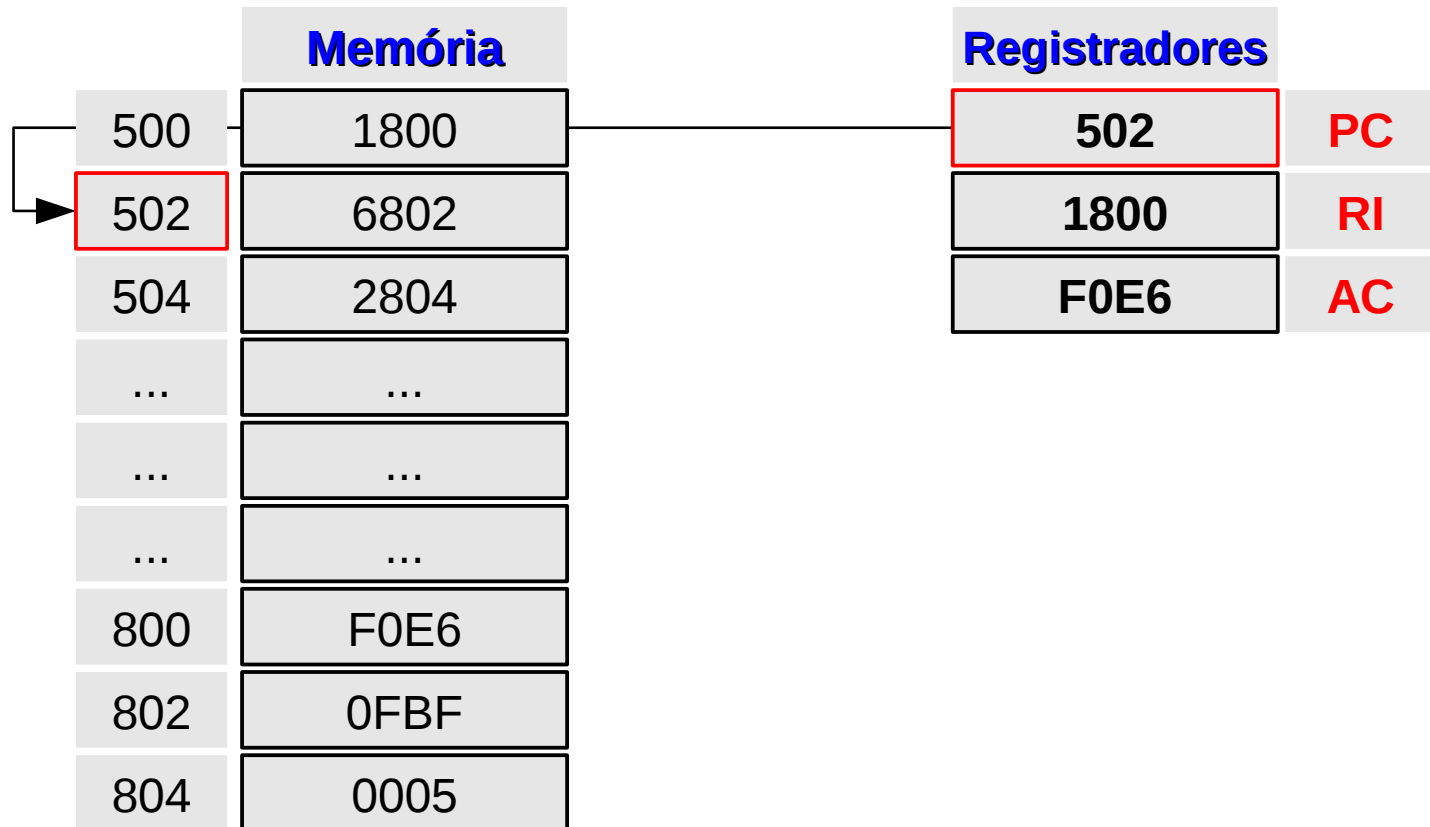 Memória Registradores
500 1800 502 PC
502 6802 1800 RI
504 2804 F0E6 AC
... ...
... ...
... ...
800 F0E6
802 0FBF
804 0005